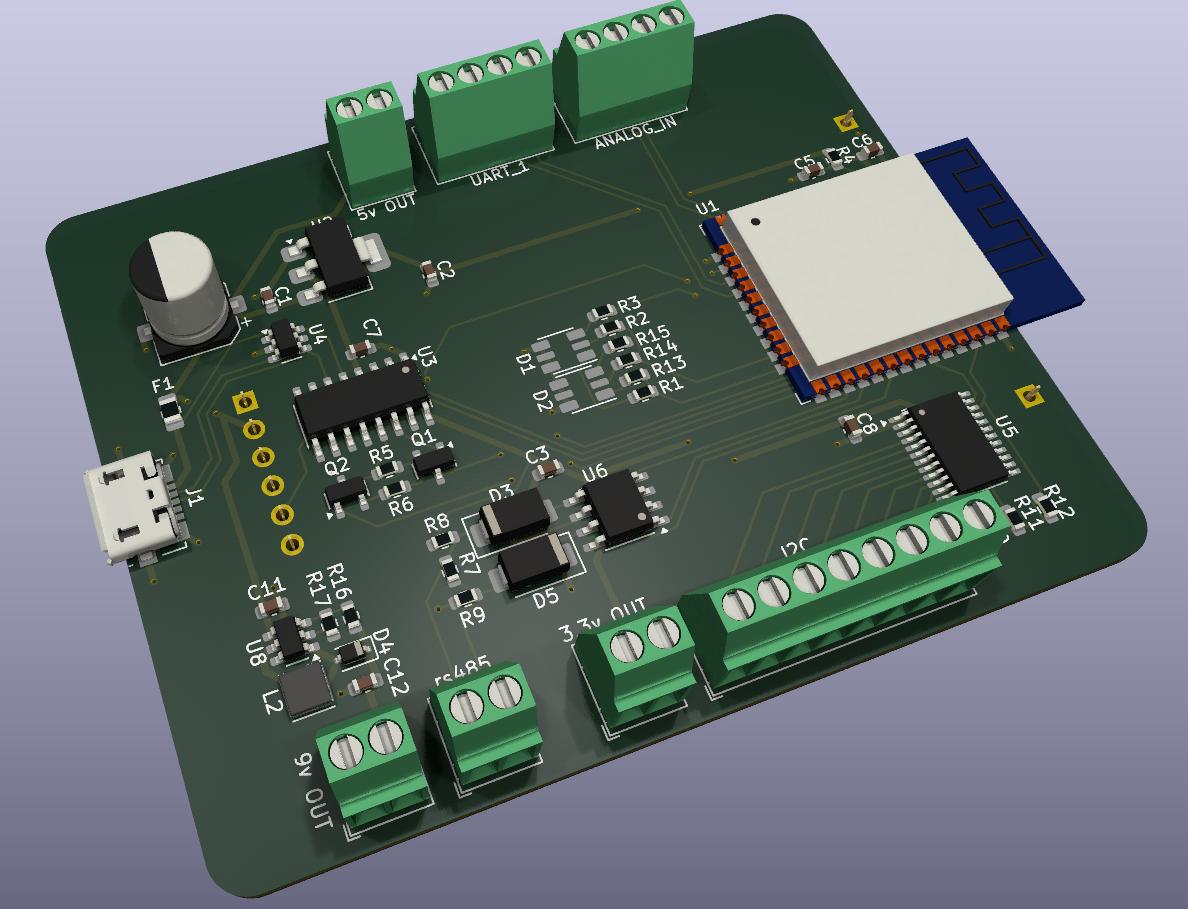 ANALOG_IN
UART_1
5v OUT
C5
R4
C6
U1
C2
C1
+
U4
C7
U3
R3
R2
R15
R14
R13
R1
D1
D2
F1
C8
U5
J1
Q2
R5
Q1
R6
C3
U6
D3
R8
R7
R9
D5
R11
R12
I2C
3.3v OUT
C11
R17
R16
U8
D4
L2
C12
rs485
9v OUT